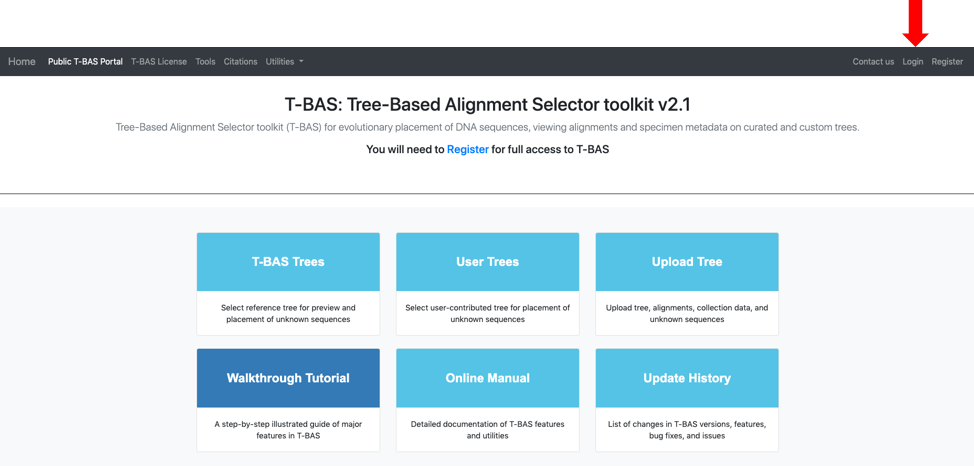 Home Public T-BAS Portal T-BAS License Tools Citations Utilities Contact us Login Register
T-BAS: Tree-Based Alignment Selector toolkit v2.1
Tree-Based Alignment Selector toolkit (T-BAS) for evolutionary placement of DNA sequences, viewing alignments and specimen metadata on curated and custom trees.
You will need to Register for full access to T-BAS
T-BAS Trees
Select reference tree for preview and
placement of unknown sequences
User Trees
Select user-contributed tree for placement of
unknown sequences
Upload Tree
Upload tree, alignments, collection data, and
unknown sequences
Walkthrough Tutorial
A step-by-step illustrated guide of major
features in T-BAS
Online Manual
Detailed documentation of T-BAS features
and utilities
Update History
List of changes in T-BAS versions, features,
bug fixes, and issues